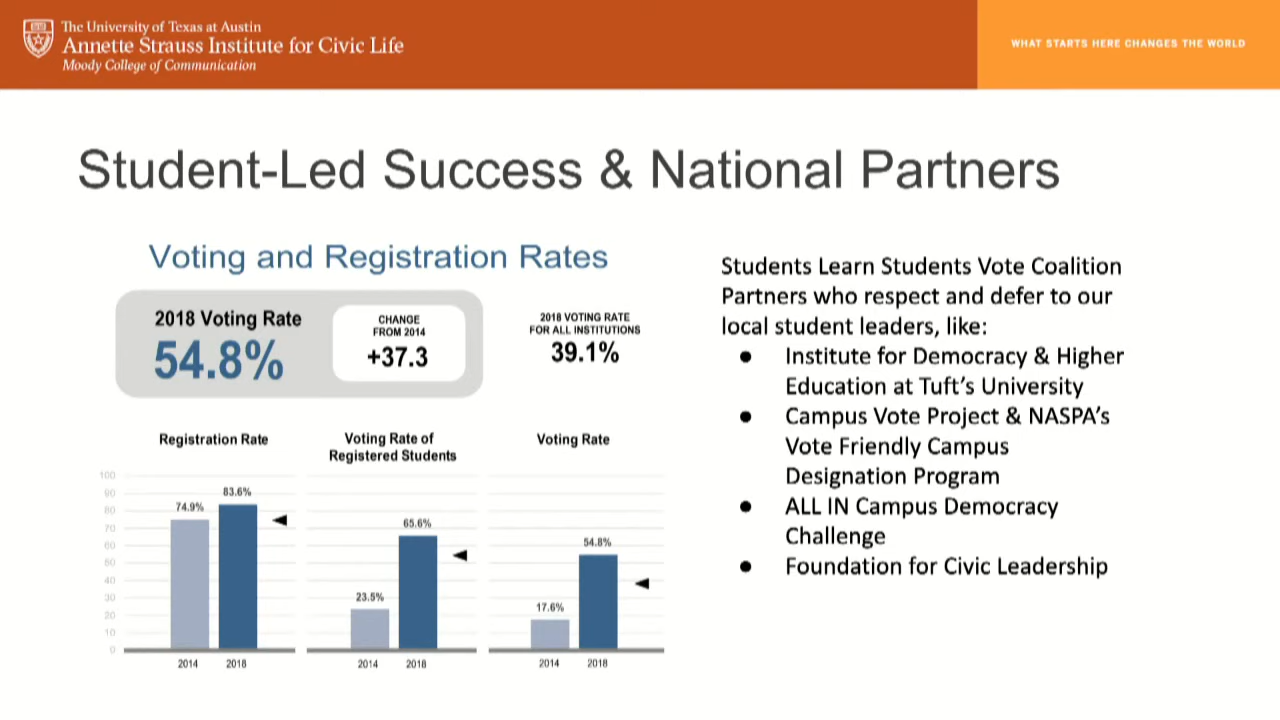 The University of Texas at Austin
Annette Strauss Institute for Civic Life
Moody College of Communication
WHAT STARTS HERE CHANGES THE WORLD
Student-Led Success & National Partners
Voting and Registration Rates
2018 Voting Rate
54.8%
CHANGE
FROM 2014
+37.3
2018 VOTING RATE
FOR ALL INSTITUTIONS
39.1%
Registration Rate
100
90
80
70
60
50
40
30
20
10
0
74.9%
83.6%
2014
2018
Voting Rate of
Registered Students
23.5%
65.6%
2014
2018
Voting Rate
17.6%
54.8%
2014
2018
Students Learn Students Vote Coalition
Partners who respect and defer to our
local student leaders, like:
● Institute for Democracy & Higher
Education at Tuft's University
● Campus Vote Project & NASPA's
Vote Friendly Campus
Designation Program
● ALL IN Campus Democracy
Challenge
● Foundation for Civic Leadership